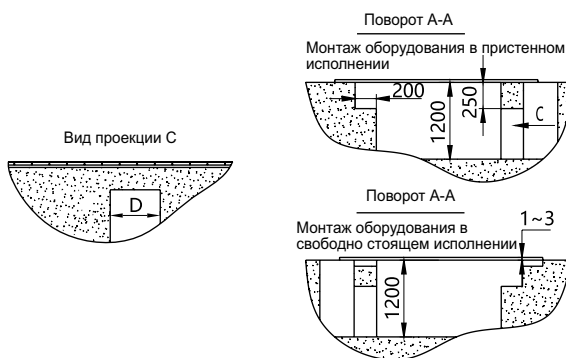 Поворот А-А
Монтаж оборудования в пристенном
исполнении
200
1200
250
С
Вид проекции С
D
Поворот А-А
Монтаж оборудования в
свободно стоящем исполнении
1~3
1200